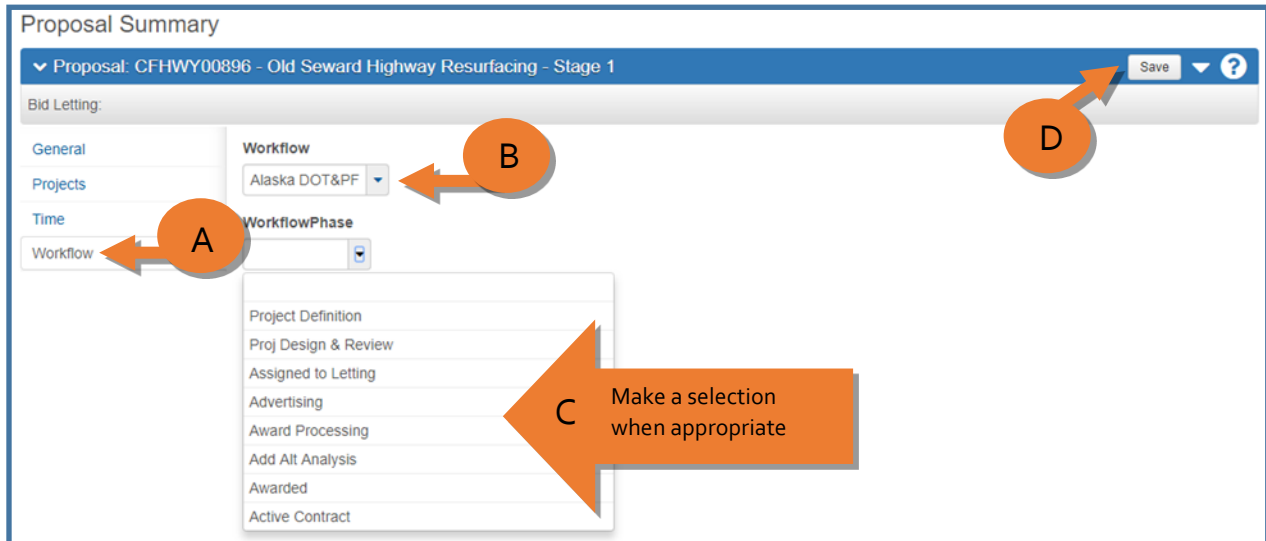 Proposal Summary
Proposal: CFHWY00896 - Old Seward Highway Resurfacing - Stage 1
Save
?
D
Bid Letting:
General
Projects
Time
Workflow
A
Workflow
Alaska DOT&PF
B
WorkflowPhase
Project Definition
Proj Design & Review
Assigned to Letting
Advertising
Award Processing
Add Alt Analysis
Awarded
Active Contract
C
Make a selection
when appropriate